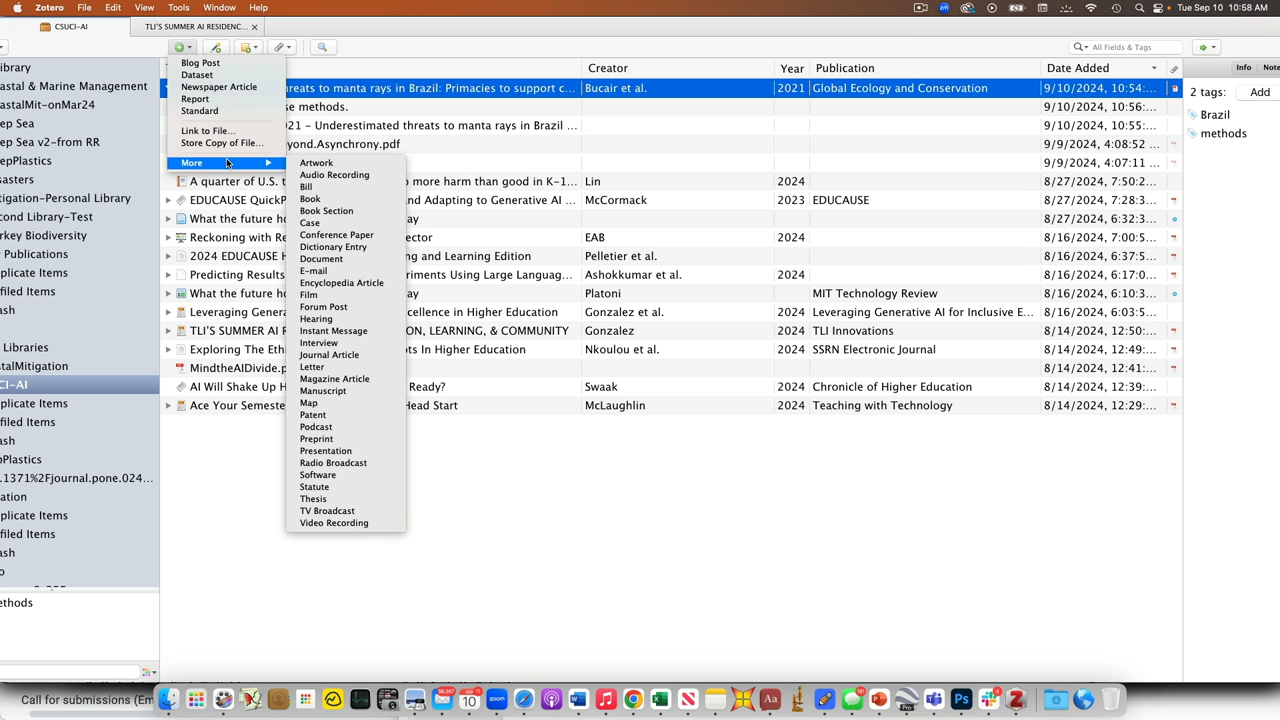 Zotero File Edit View Tools Window Help Tue Sep 10 10:58 AM
CSUCI-AI TLI'S SUMMER AI RESIDENC... ×
All Fields & Tags
Creator Year Publication Date Added Info Note
ibrary
astal & Marine Management
astalMit-onMar24
ep Sea
ep Sea v2-from RR
eepPlastics
sasters
tigation-Personal Library
cond Library-Test
rkey Biodiversity
Publications
plicate Items
filed Items
ash
Libraries
stalMitigation
CI-AI
plicate Items
filed Items
ash
pPlastics
.1371%2Fjournal.pone.024...
ation
plicate Items
filed Items
ash
o
ethods
Blog Post
Dataset
Newspaper Article
Report
Standard
Link to File...
Store Copy of File...
More
Artwork
Audio Recording
Bill
Book
Book Section
Case
Conference Paper
Dictionary Entry
Document
E-mail
Encyclopedia Article
Film
Forum Post
Hearing
Instant Message
Interview
Journal Article
Letter
Magazine Article
Manuscript
Map
Patent
Podcast
Preprint
Presentation
Radio Broadcast
Software
Statute
Thesis
TV Broadcast
Video Recording
hreats to manta rays in Brazil: Primacies to support c... Bucair et al. 2021 Global Ecology and Conservation 9/10/2024, 10:54:...
se methods. 9/10/2024, 10:56:...
021 - Underestimated threats to manta rays in Brazil ... 9/10/2024, 10:55:...
eyond.Asynchrony.pdf 9/9/2024, 4:08:52 ...
9/9/2024, 4:07:11 ...
A quarter of U.S. t o more harm than good in K-1... Lin 2024 8/27/2024, 7:50:2...
EDUCAUSE QuickP and Adapting to Generative AI ... McCormack 2023 EDUCAUSE 8/27/2024, 7:28:3...
What the future ho ay 8/27/2024, 6:32:3...
Reckoning with Re ector EAB 2024 8/16/2024, 7:00:5...
2024 EDUCAUSE H ng and Learning Edition Pelletier et al. 8/16/2024, 6:37:5...
Predicting Results eriments Using Large Languag... Ashokkumar et al. 2024 8/16/2024, 6:17:0...
What the future ho ay Platoni MIT Technology Review 8/16/2024, 6:10:3...
Leveraging Genera cellence in Higher Education Gonzalez et al. 2024 Leveraging Generative AI for Inclusive E... 8/16/2024, 6:03:5...
TLI'S SUMMER AI R ON, LEARNING, & COMMUNITY Gonzalez 2024 TLI Innovations 8/14/2024, 12:50:...
Exploring The Eth ots In Higher Education Nkoulou et al. 2024 SSRN Electronic Journal 8/14/2024, 12:49:...
MindtheAIDivide.p 8/14/2024, 12:41:...
AI Will Shake Up H Ready? Swaak 2024 Chronicle of Higher Education 8/14/2024, 12:39:...
Ace Your Semeste Head Start McLaughlin 2024 Teaching with Technology 8/14/2024, 12:29:...
2 tags: Add
Brazil
methods
Call for submissions (Em